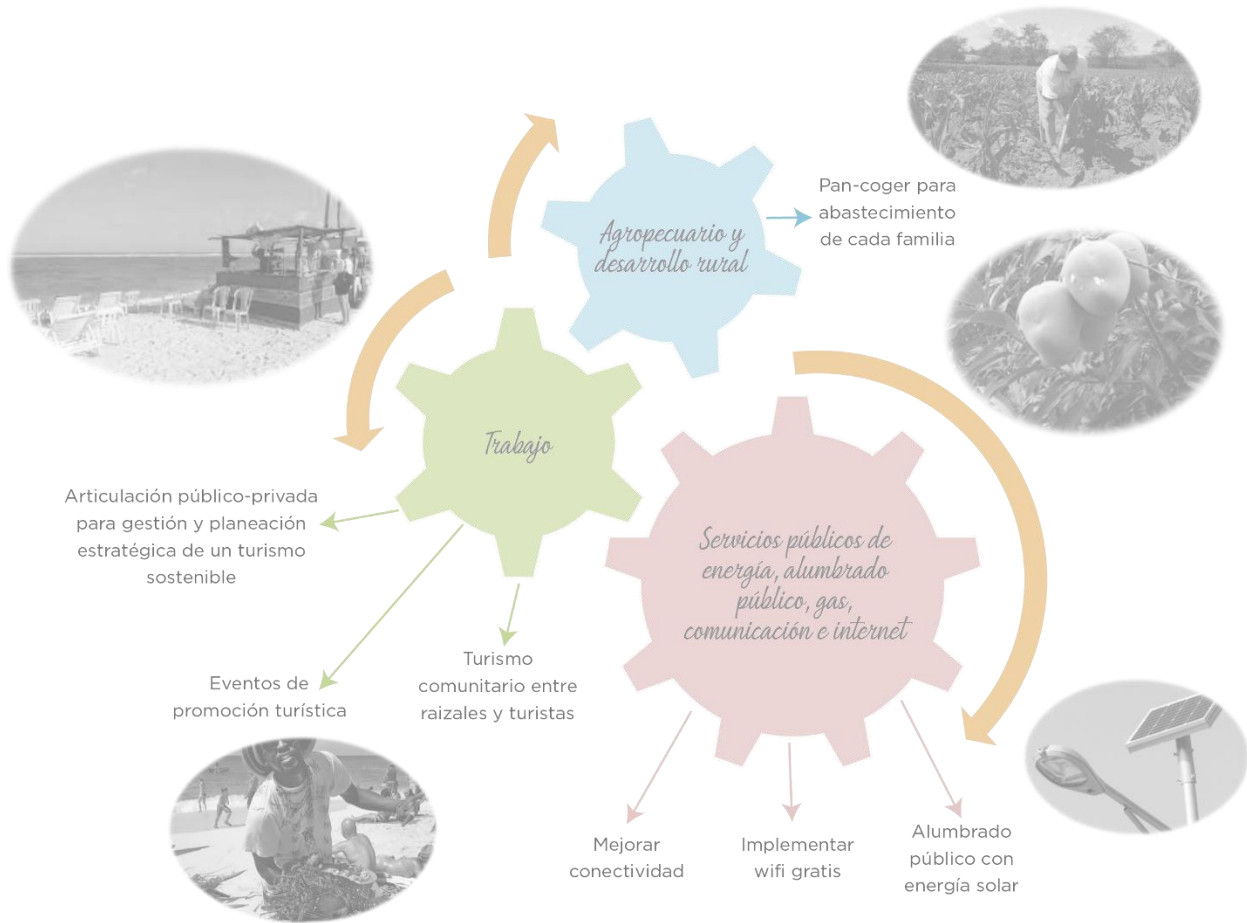 Agropecuario y
desarrollo rural
Pan-coger para
abastecimiento
de cada familia
Trabajo
Articulación público-privada
para gestión y planeación
estratégica de un turismo
sostenible
Eventos de
promoción turística
Turismo
comunitario entre
raizales y turistas
Servicios públicos de
energía, alumbrado
público, gas,
comunicación e internet
Mejorar
conectividad
Implementar
wifi gratis
Alumbrado
público con
energía solar